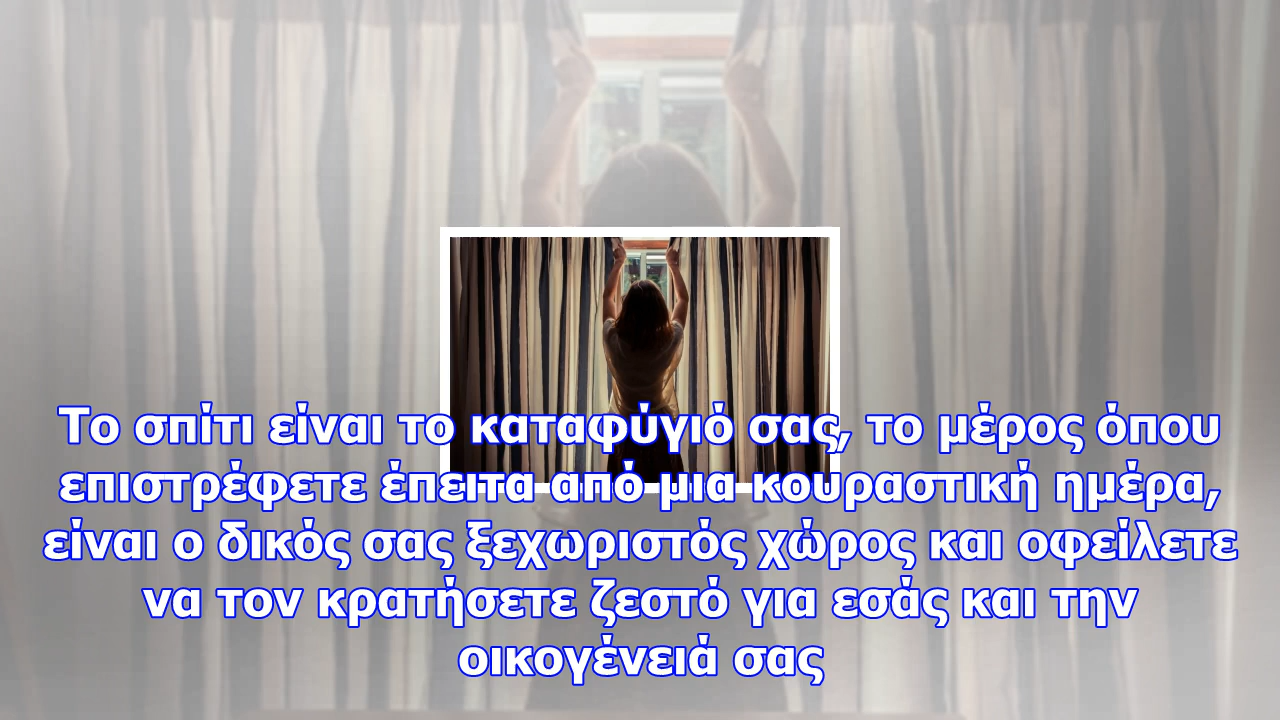 Το σπίτι είναι το καταφύγιό σας, το μέρος όπου
επιστρέφετε έπειτα από μια κουραστική ημέρα,
είναι ο δικός σας ξεχωριστός χώρος και οφείλετε
να τον κρατήσετε ζεστό για εσάς και την
οικογένειά σας